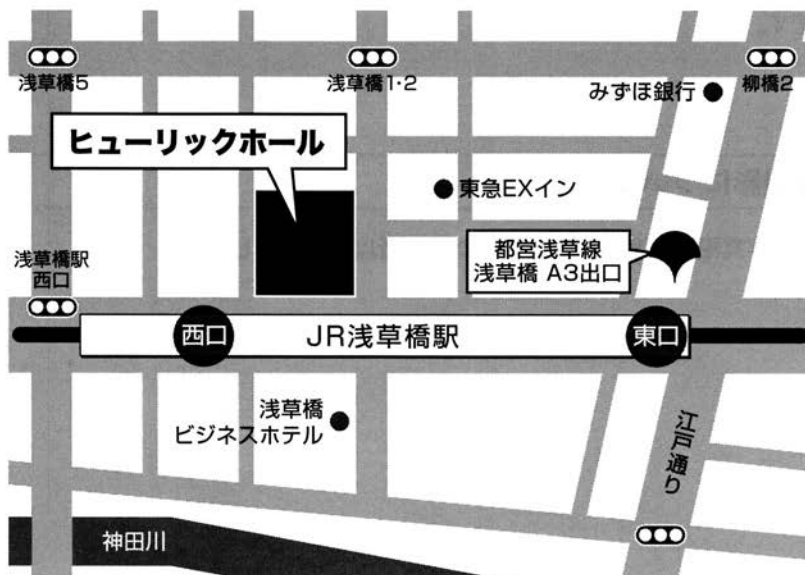 浅草橋5
浅草橋1・2
柳橋2
みずほ銀行
ヒューリックホール
東急EXイン
都営浅草線
浅草橋 A3出口
浅草橋駅
西口
西口
JR浅草橋駅
東口
浅草橋
ビジネスホテル
江戸通り
神田川